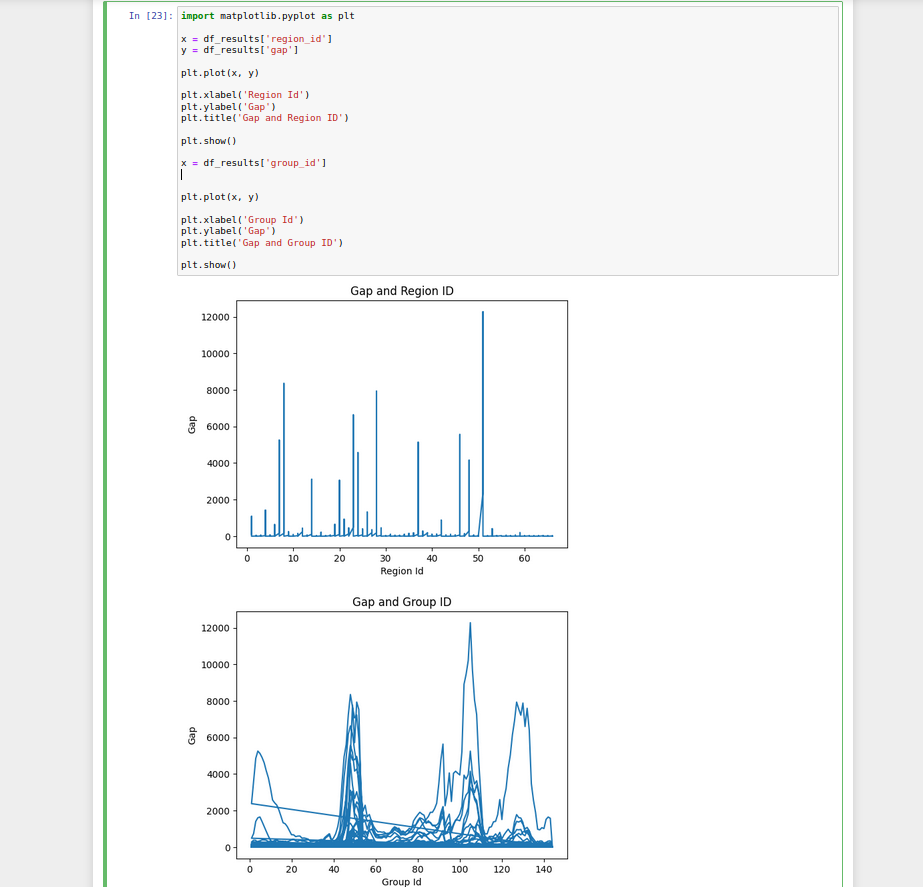 In [23]: import matplotlib.pyplot as plt
x = df_results['region_id']
y = df_results['gap']
plt.plot(x, y)
plt.xlabel('Region Id')
plt.ylabel('Gap')
plt.title('Gap and Region ID')
plt.show()
x = df_results['group_id']
plt.plot(x, y)
plt.xlabel('Group Id')
plt.ylabel('Gap')
plt.title('Gap and Group ID')
plt.show()
Gap and Region ID
12000
10000
8000
6000
4000
2000
0
Gap
0 10 20 30 40 50 60
Region Id
Gap and Group ID
12000
10000
8000
6000
4000
2000
0
Gap
0 20 40 60 80 100 120 140
Group Id